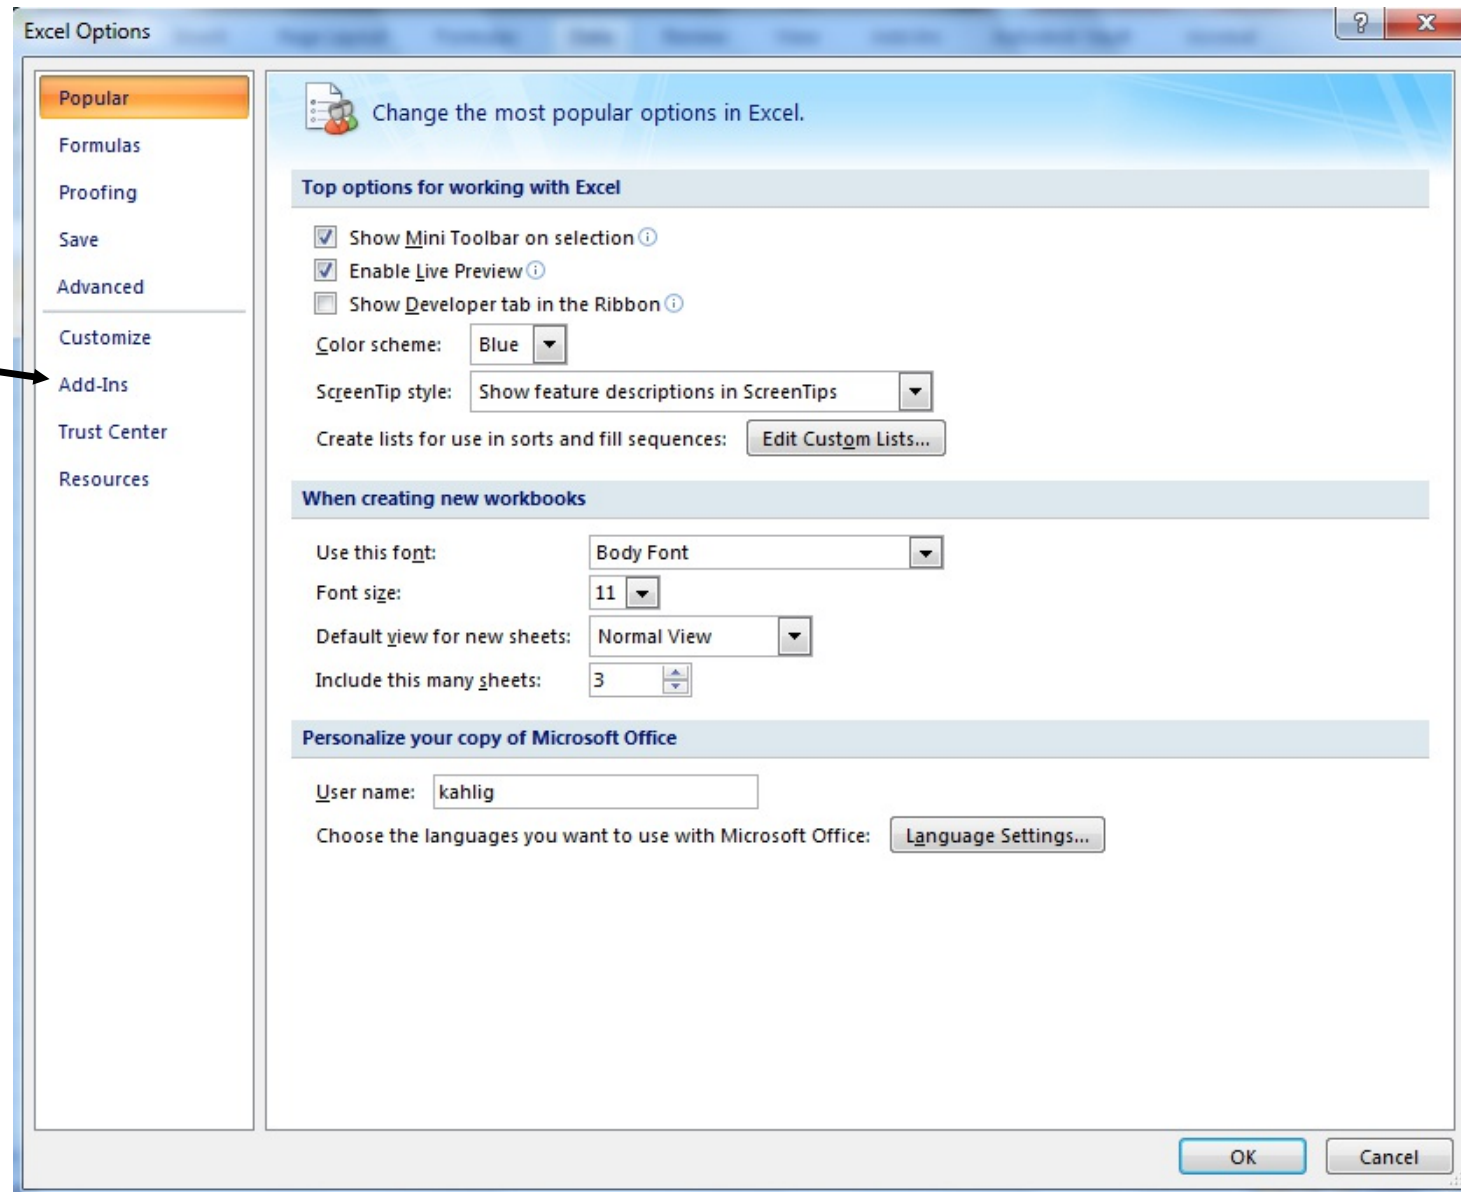 Excel Options
?
X
Popular
Formulas
Proofing
Save
Advanced
Customize
Add-Ins
Trust Center
Resources
Change the most popular options in Excel.
Top options for working with Excel
Show Mini Toolbar on selection
Enable Live Preview
Show Developer tab in the Ribbon
Color scheme: Blue
ScreenTip style: Show feature descriptions in ScreenTips
Create lists for use in sorts and fill sequences: Edit Custom Lists...
When creating new workbooks
Use this font: Body Font
Font size: 11
Default view for new sheets: Normal View
Include this many sheets: 3
Personalize your copy of Microsoft Office
User name: kahlig
Choose the languages you want to use with Microsoft Office: Language Settings...
OK Cancel